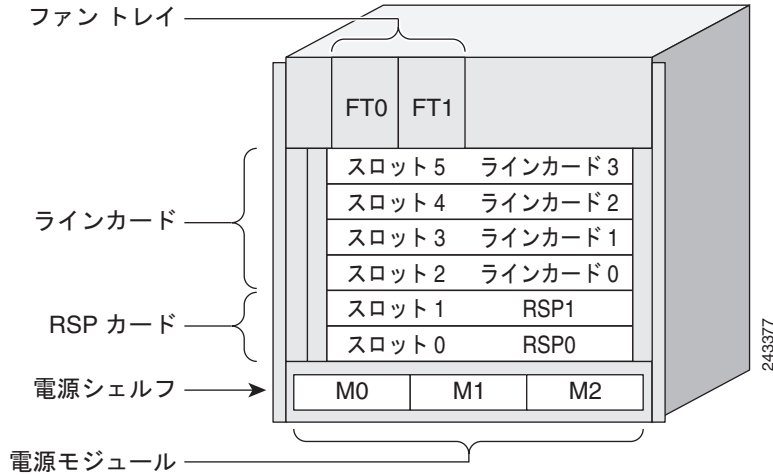 ファン トレイ
FT0 FT1
スロット 5 ラインカード 3
スロット 4 ラインカード 2
ラインカード
スロット 3 ラインカード 1
スロット 2 ラインカード 0
RSP カード
スロット 1 RSP1
スロット 0 RSP0
電源シェルフ
M0 M1 M2
電源モジュール
243377